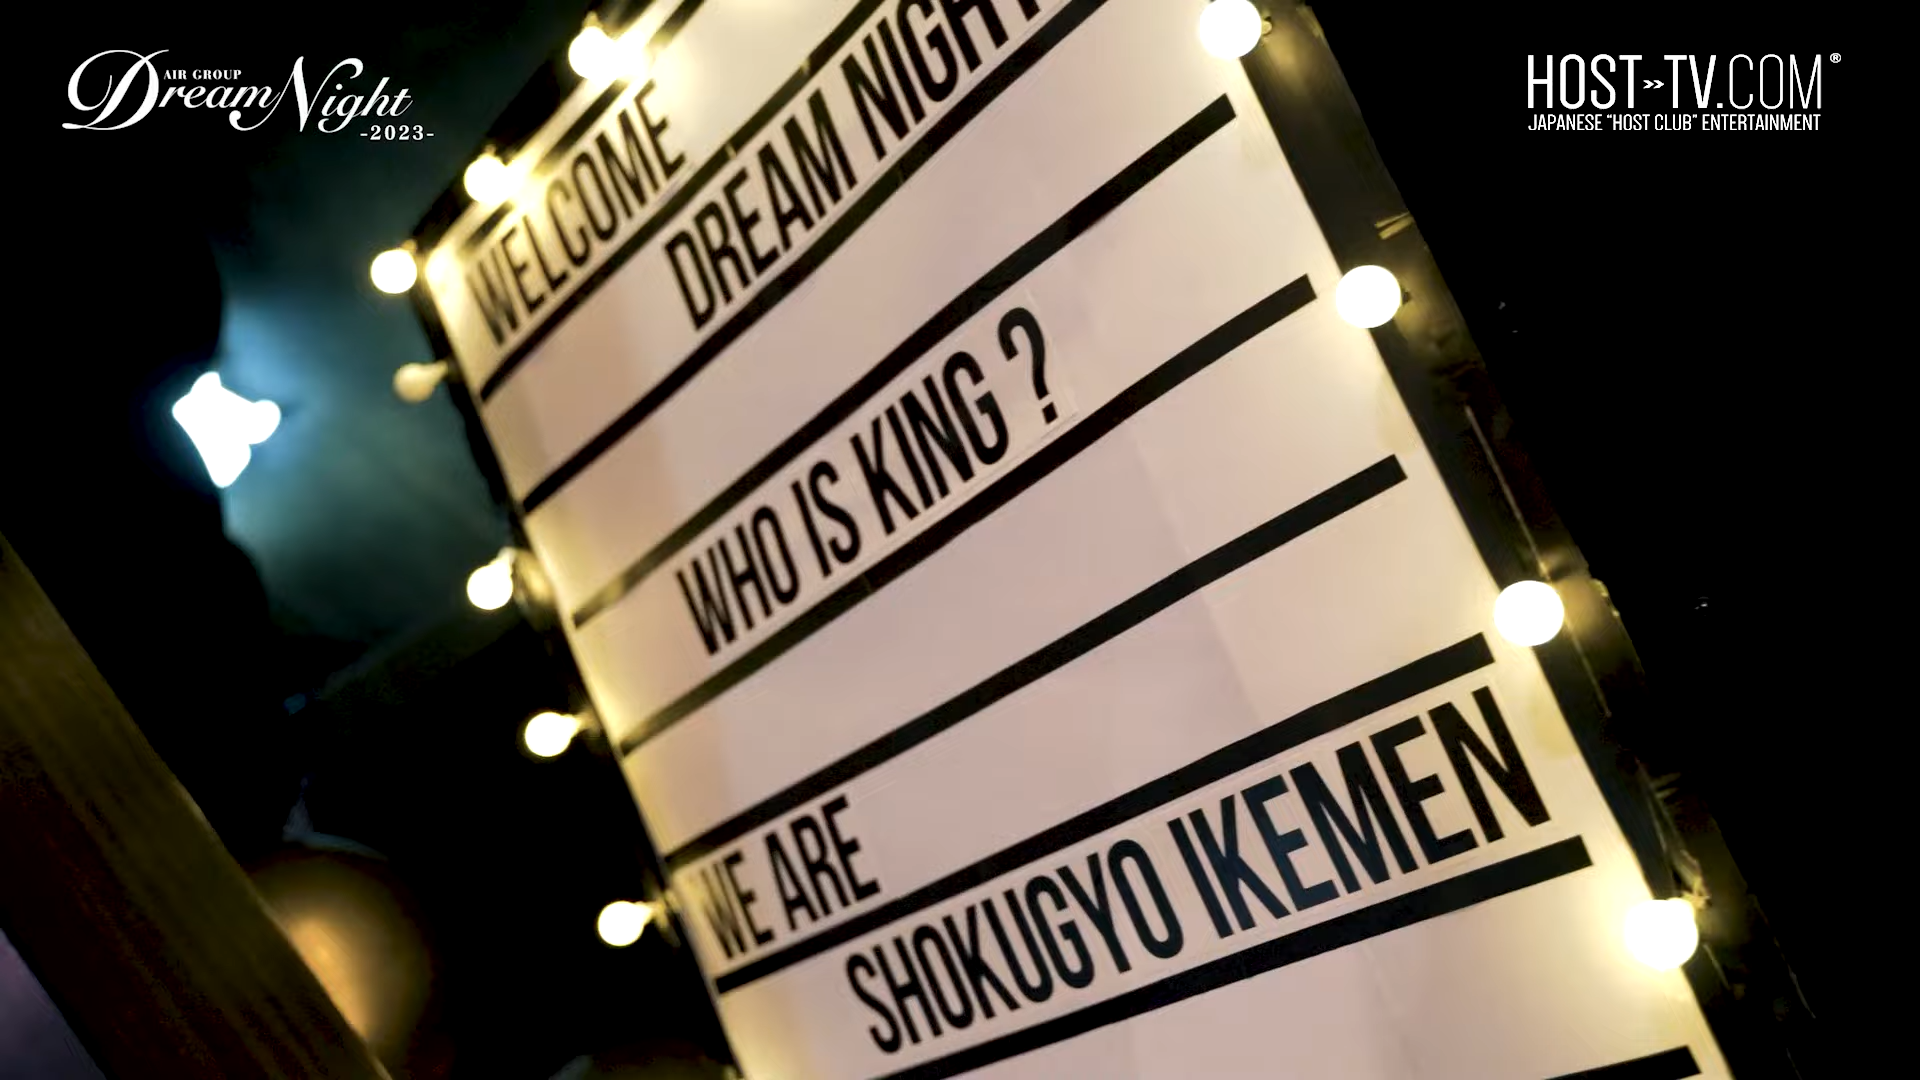 AIR GROUP
Dream Night
-2023-
HOST»TV.COM®
JAPANESE "HOST CLUB" ENTERTAINMENT
WELCOME
DREAM NIGHT
WHO IS KING ?
WE ARE
SHOKUGYO IKEMEN